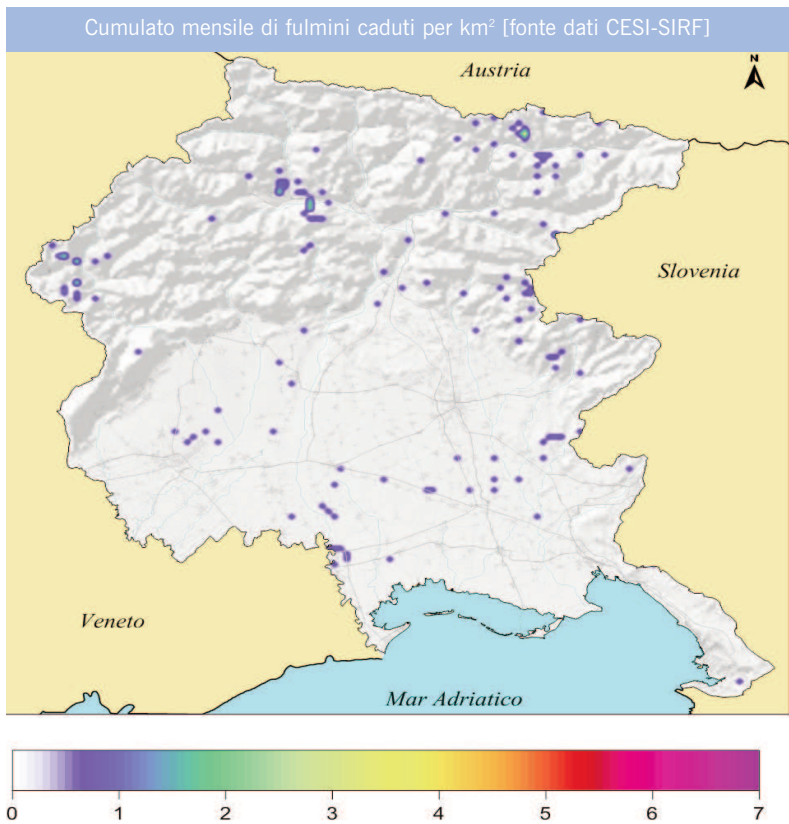 Cumulato mensile di fulmini caduti per km² [fonte dati CESI-SIRF]
Austria
N
Slovenia
Veneto
Mar Adriatico
0 1 2 3 4 5 6 7